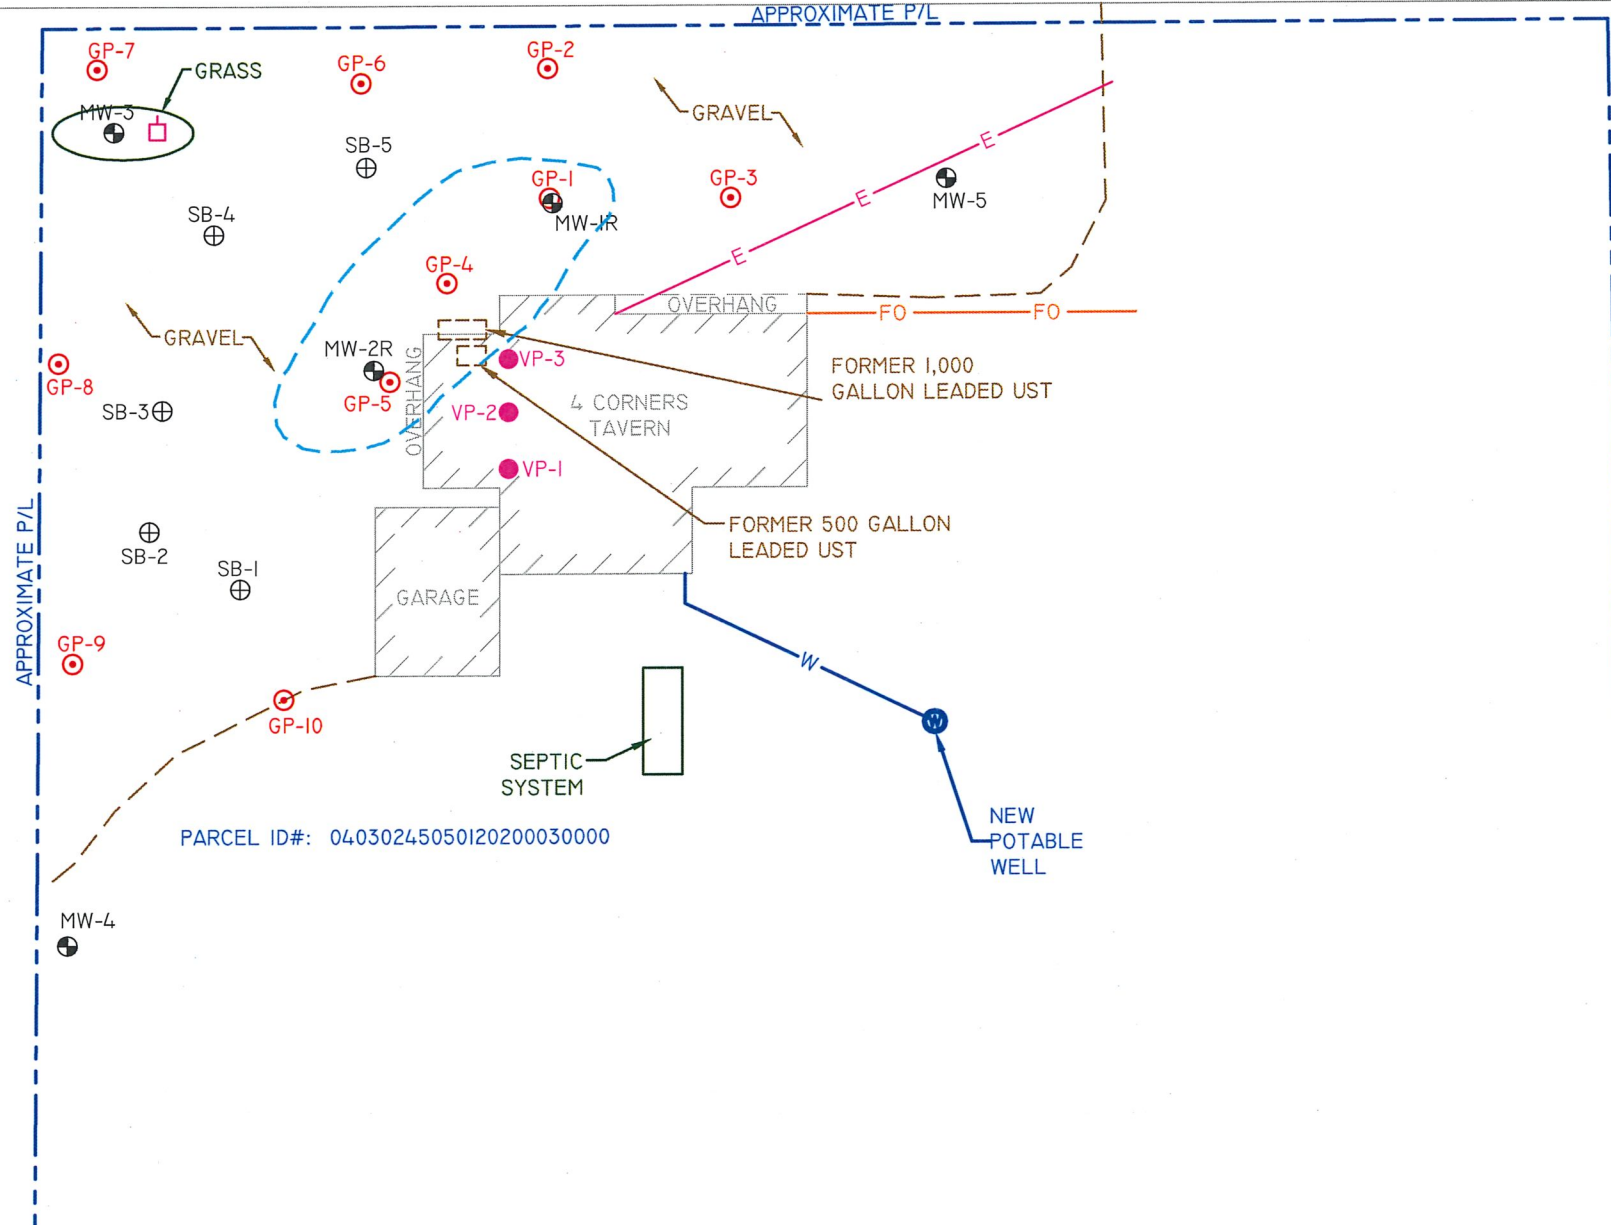 APPROXIMATE P/L
GP-7
GRASS
GP-6
GP-2
MW-3
GRAVEL
SB-5
E
GP-1
GP-3
E
MW-5
SB-4
MW-1R
E
GP-4
OVERHANG
FO
FO
GRAVEL
MW-2R
OVERHANG
VP-3
FORMER 1,000
GALLON LEADED UST
GP-8
GP-5
SB-3
VP-2
4 CORNERS
TAVERN
VP-1
APPROXIMATE P/L
FORMER 500 GALLON
LEADED UST
SB-2
SB-1
GARAGE
GP-9
W
GP-10
W
SEPTIC
SYSTEM
NEW
POTABLE
WELL
PARCEL ID#: 04030245050120200030000
MW-4